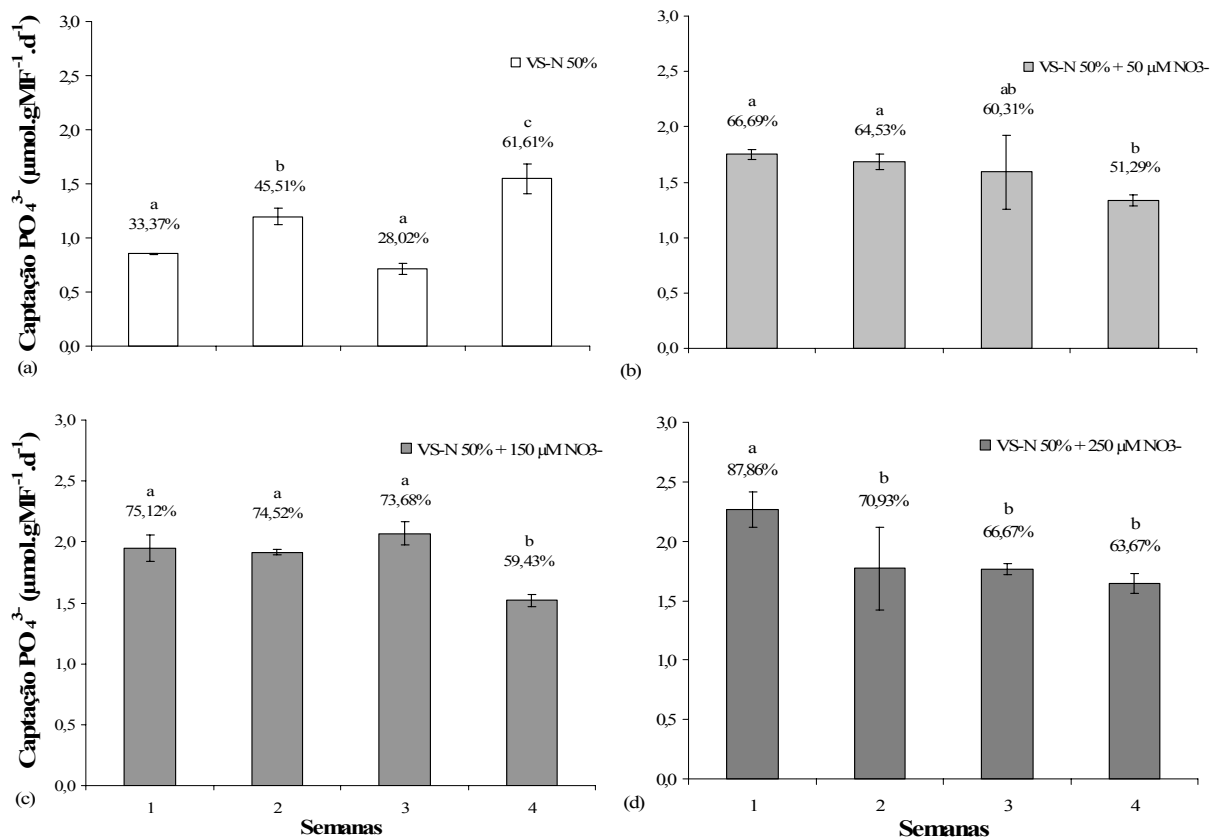 Captação PO₄³⁻ (µmol.gMF⁻¹.d⁻¹)
3,0
2,5
2,0
1,5
1,0
0,5
0,0
VS-N 50%
a
33,37%
b
45,51%
a
28,02%
c
61,61%
(a)
3,0
2,5
2,0
1,5
1,0
0,5
0,0
VS-N 50% + 50 µM NO3-
a
66,69%
a
64,53%
ab
60,31%
b
51,29%
(b)
Captação PO₄³⁻ (µmol.gMF⁻¹.d⁻¹)
3,0
2,5
2,0
1,5
1,0
0,5
0,0
VS-N 50% + 150 µM NO3-
a
75,12%
a
74,52%
a
73,68%
b
59,43%
(c)
1 2 3 4
Semanas
3,0
2,5
2,0
1,5
1,0
0,5
0,0
VS-N 50% + 250 µM NO3-
a
87,86%
b
70,93%
b
66,67%
b
63,67%
(d)
1 2 3 4
Semanas